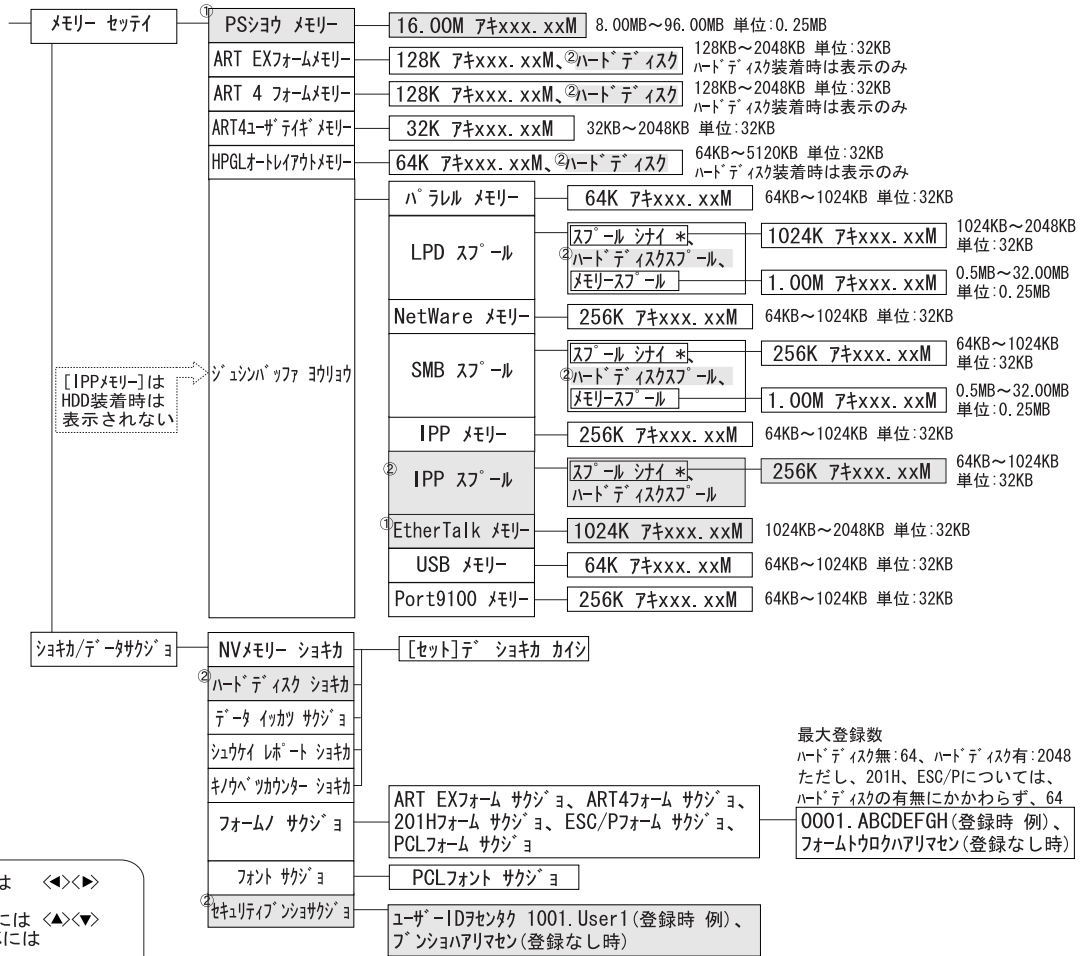 メモリー セッテイ
①PSショウ メモリー
16.00M アキxxx.xxM
8.00MB～96.00MB 単位:0.25MB
ART EXフォームメモリー
128K アキxxx.xxM、②ハードディスク
128KB～2048KB 単位:32KB
ハードディスク装着時は表示のみ
ART 4 フォームメモリー
128K アキxxx.xxM、②ハードディスク
128KB～2048KB 単位:32KB
ハードディスク装着時は表示のみ
ART4ユーザテイギメモリー
32K アキxxx.xxM
32KB～2048KB 単位:32KB
HPGLオートレイアウトメモリー
64K アキxxx.xxM、②ハードディスク
64KB～5120KB 単位:32KB
ハードディスク装着時は表示のみ
ジュシンバッファ ヨウリョウ
[IPPメモリー]は
HDD装着時は
表示されない
パラレル メモリー
64K アキxxx.xxM
64KB～1024KB 単位:32KB
LPD スプール
スプール シナイ *、
②ハードディスクスプール、
メモリースプール
1024K アキxxx.xxM
1024KB～2048KB
単位:32KB
1.00M アキxxx.xxM
0.5MB～32.00MB
単位:0.25MB
NetWare メモリー
256K アキxxx.xxM
64KB～1024KB 単位:32KB
SMB スプール
スプール シナイ *、
②ハードディスクスプール、
メモリースプール
256K アキxxx.xxM
64KB～1024KB
単位:32KB
1.00M アキxxx.xxM
0.5MB～32.00MB
単位:0.25MB
IPP メモリー
256K アキxxx.xxM
64KB～1024KB 単位:32KB
② IPP スプール
スプール シナイ *、
ハードディスクスプール
256K アキxxx.xxM
64KB～1024KB
単位:32KB
①EtherTalk メモリー
1024K アキxxx.xxM
1024KB～2048KB 単位:32KB
USB メモリー
64K アキxxx.xxM
64KB～1024KB 単位:32KB
Port9100 メモリー
256K アキxxx.xxM
64KB～1024KB 単位:32KB
ショキカ/データサクジョ
NVメモリー ショキカ
[セット]デ ショキカ カイシ
②ハードディスク ショキカ
データ イッカツ サクジョ
シュウケイ レポート ショキカ
キノウベツカウンター ショキカ
フォームノ サクジョ
ART EXフォーム サクジョ、ART4フォーム サクジョ、
201Hフォーム サクジョ、ESC/Pフォーム サクジョ、
PCLフォーム サクジョ
最大登録数
ハードディスク無:64、ハードディスク有:2048
ただし、201H、ESC/Pについては、
ハードディスクの有無にかかわらず、64
0001.ABCDEFGH(登録時 例)、
フォームトウロクハアリマセン(登録なし時)
フォント サクジョ
PCLフォント サクジョ
②セキュリティブンショサクジョ
ユーザーIDヲセンタク 1001.User1(登録時 例)、
ブンショハアリマセン(登録なし時)
は 〈◀〉〈▶〉
には 〈▲〉〈▼〉
には